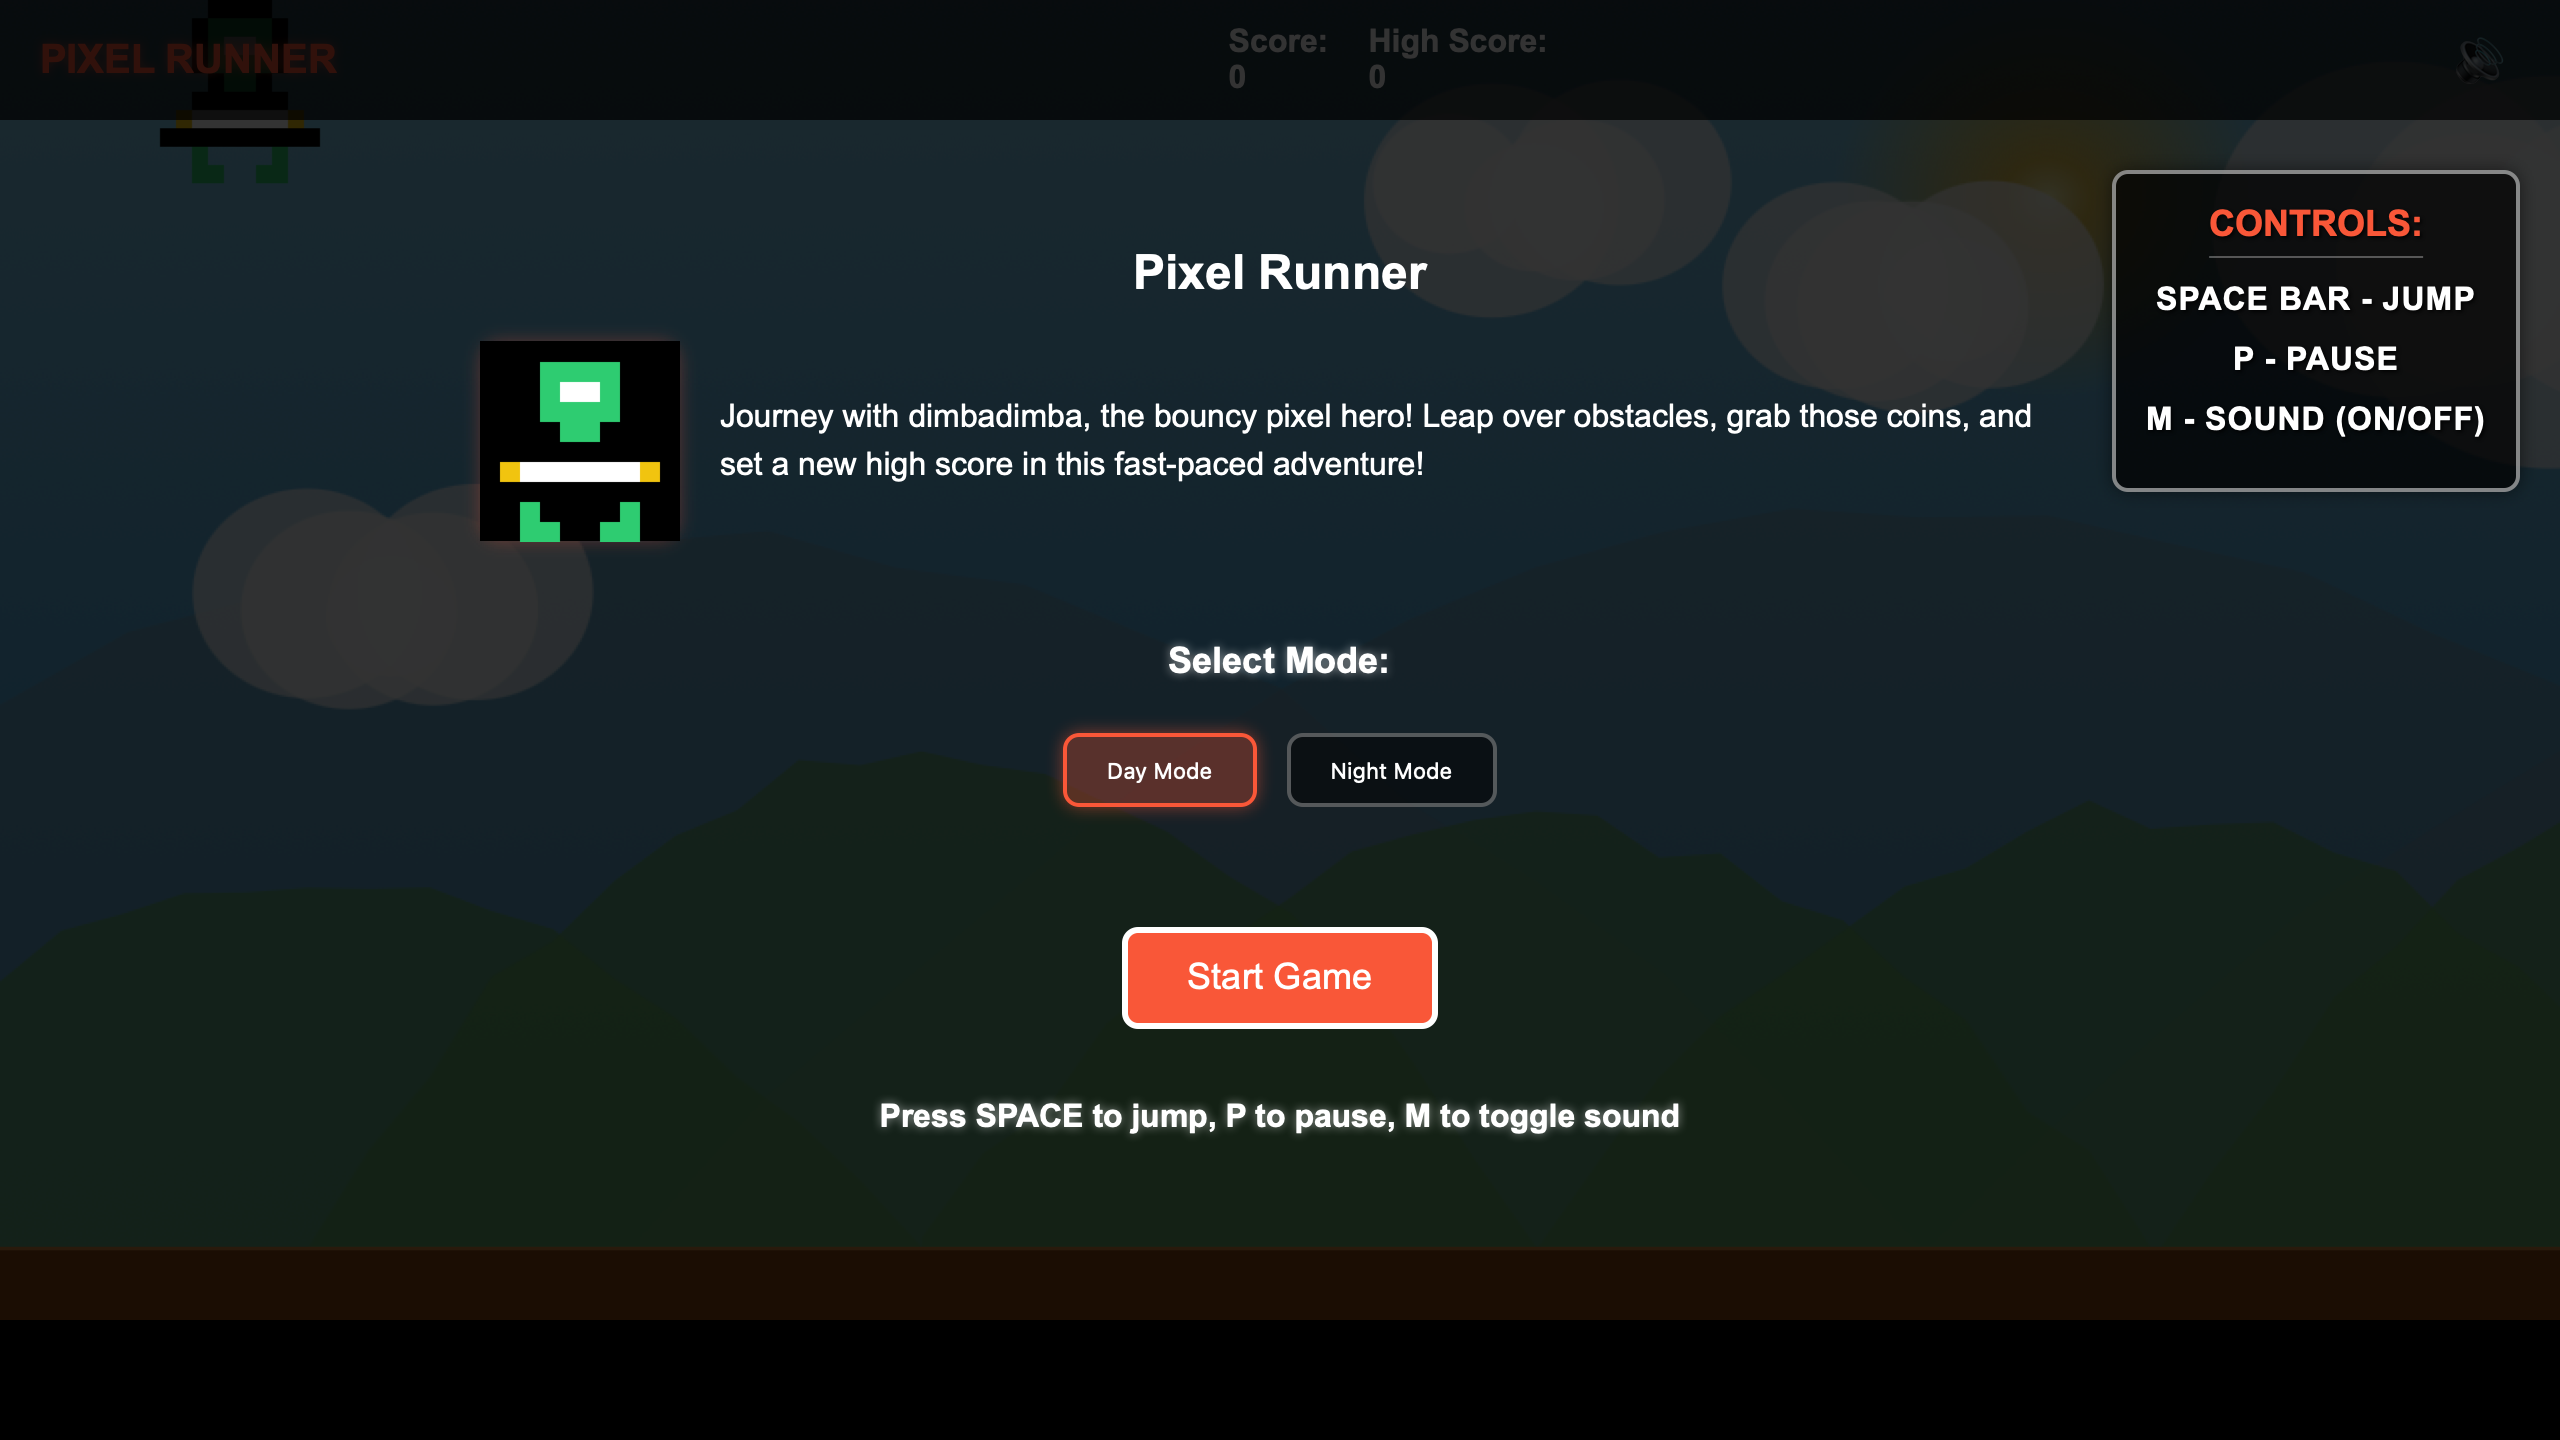 PIXEL RUNNER
Score:
0
High Score:
0
CONTROLS:
SPACE BAR - JUMP
P - PAUSE
M - SOUND (ON/OFF)
Pixel Runner
Journey with dimbadimba, the bouncy pixel hero! Leap over obstacles, grab those coins, and
set a new high score in this fast-paced adventure!
Select Mode:
Day Mode
Night Mode
Start Game
Press SPACE to jump, P to pause, M to toggle sound